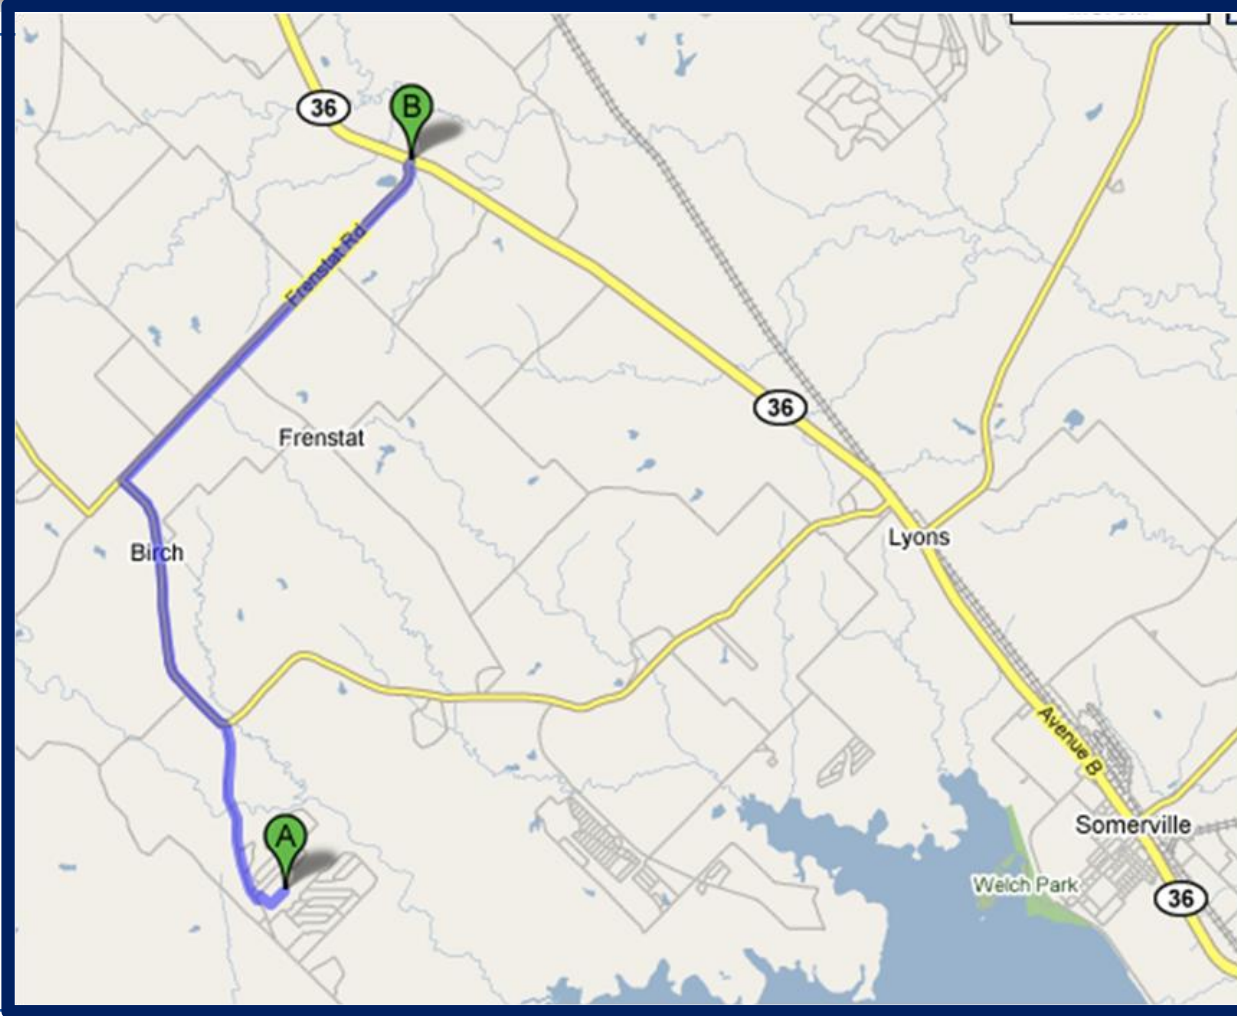 36
B
Frenstat Rd
36
Frenstat
Lyons
Birch
Avenue B
Somerville
A
Welch Park
36